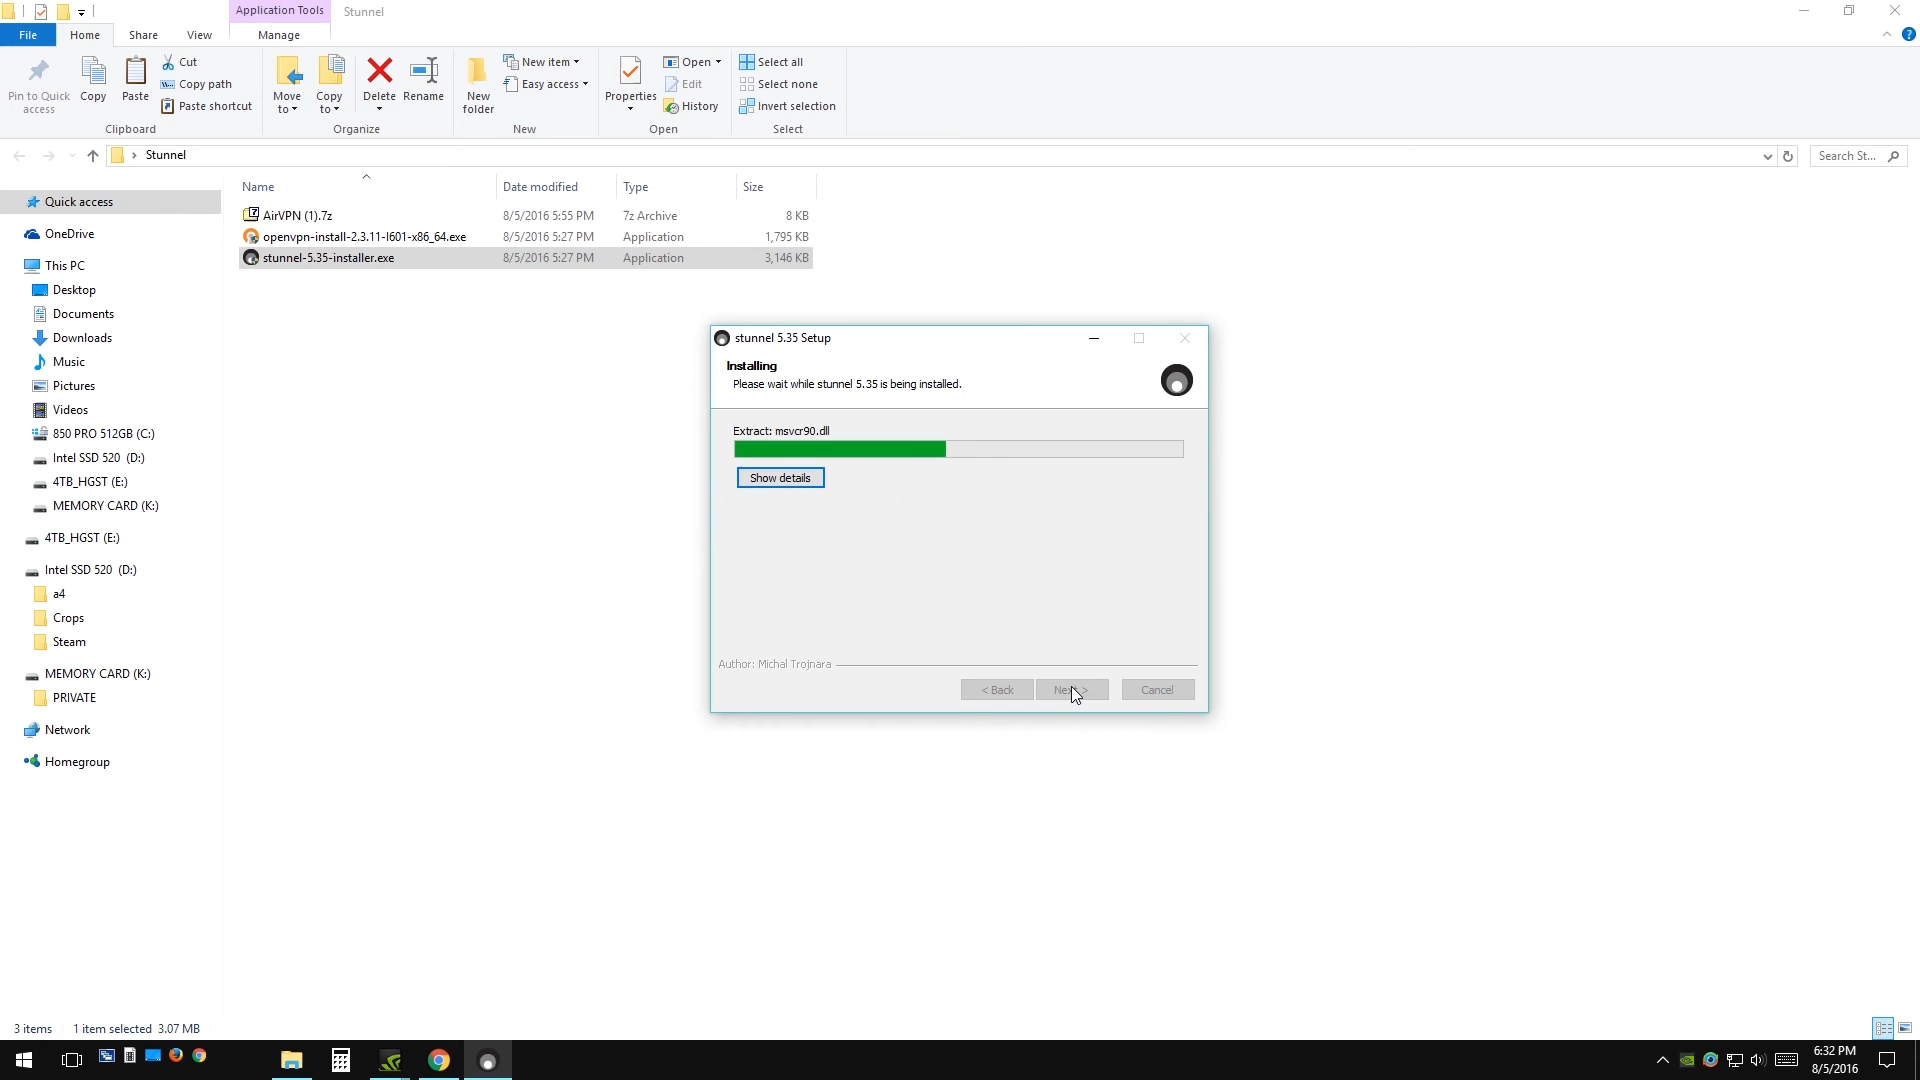 Application Tools
Stunnel
File
Home
Share
View
Manage
Pin to Quick access
Copy
Paste
Cut
Copy path
Paste shortcut
Clipboard
Move to
Copy to
Delete
Rename
Organize
New folder
New item
Easy access
New
Properties
Open
Edit
History
Open
Select all
Select none
Invert selection
Select
Stunnel
Search St...
Name
Date modified
Type
Size
AirVPN (1).7z 8/5/2016 5:55 PM 7z Archive 8 KB
openvpn-install-2.3.11-I601-x86_64.exe 8/5/2016 5:27 PM Application 1,795 KB
stunnel-5.35-installer.exe 8/5/2016 5:27 PM Application 3,146 KB
Quick access
OneDrive
This PC
Desktop
Documents
Downloads
Music
Pictures
Videos
850 PRO 512GB (C:)
Intel SSD 520 (D:)
4TB_HGST (E:)
MEMORY CARD (K:)
4TB_HGST (E:)
Intel SSD 520 (D:)
a4
Crops
Steam
MEMORY CARD (K:)
PRIVATE
Network
Homegroup
stunnel 5.35 Setup
Installing
Please wait while stunnel 5.35 is being installed.
Extract: msvcr90.dll
Show details
Author: Michal Trojnara
< Back
Next >
Cancel
3 items
1 item selected 3.07 MB
6:32 PM
8/5/2016